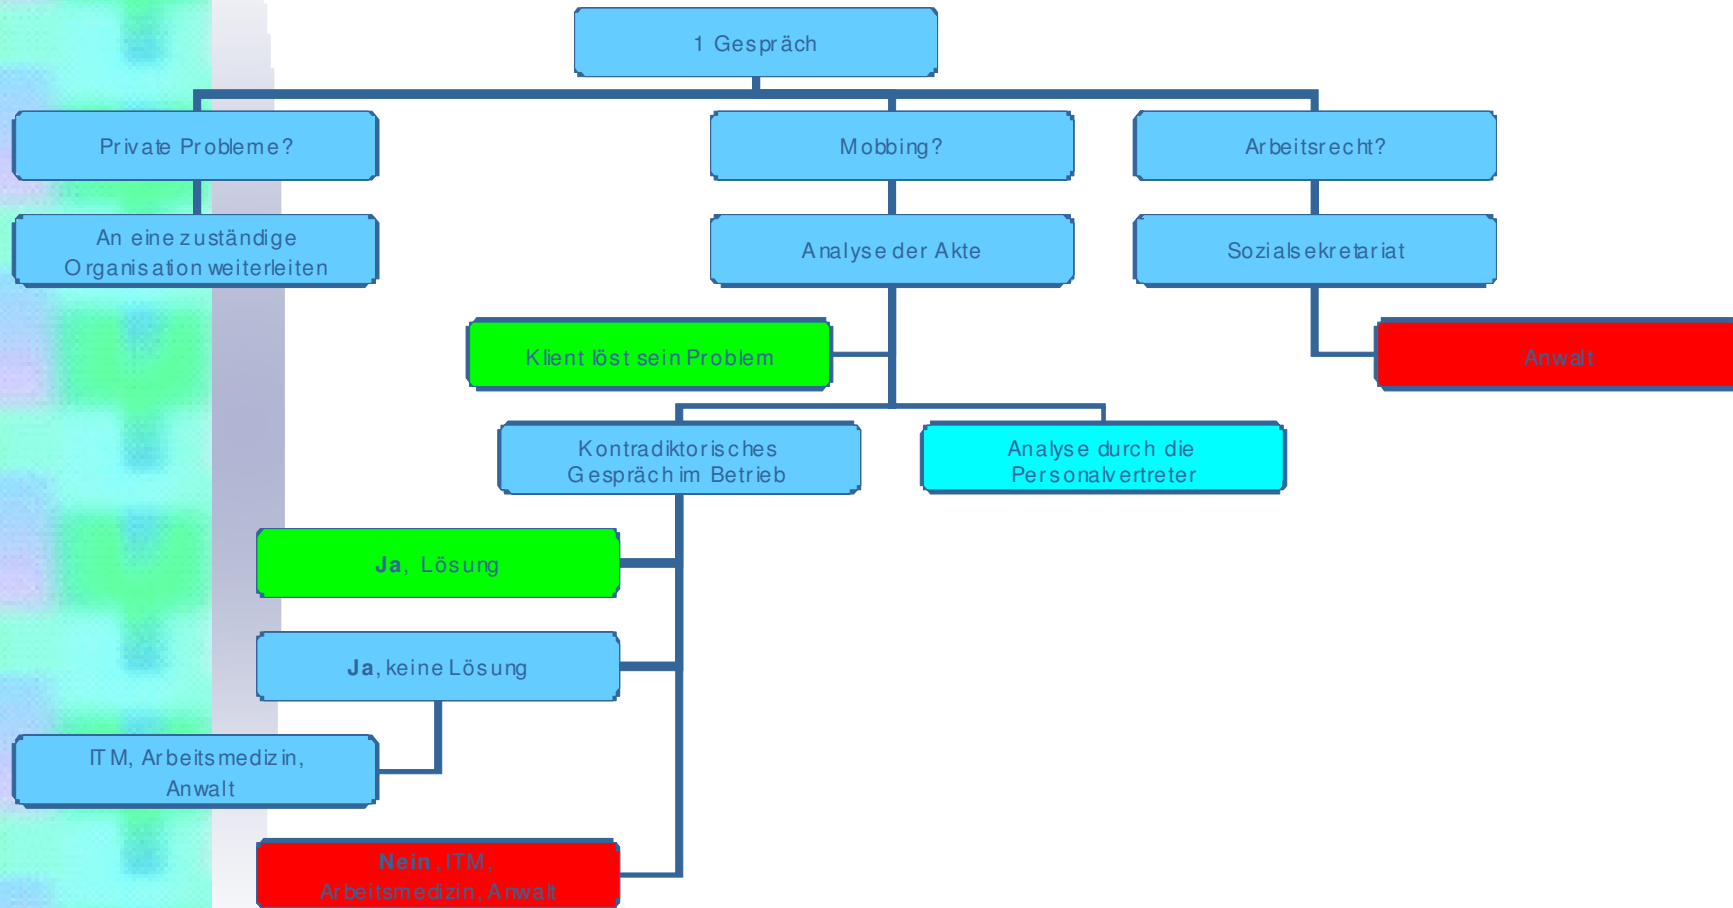 1 Gespräch
Private Probleme?
Mobbing?
Arbeitsrecht?
An eine zuständige
Organisation weiterleiten
Analyse der Akte
Sozialsekretariat
Klient löst sein Problem
Anwalt
Kontradiktorisches
Gespräch im Betrieb
Analyse durch die
Personalvertreter
Ja, Lösung
Ja, keine Lösung
ITM, Arbeitsmedizin,
Anwalt
Nein, ITM,
Arbeitsmedizin, Anwalt